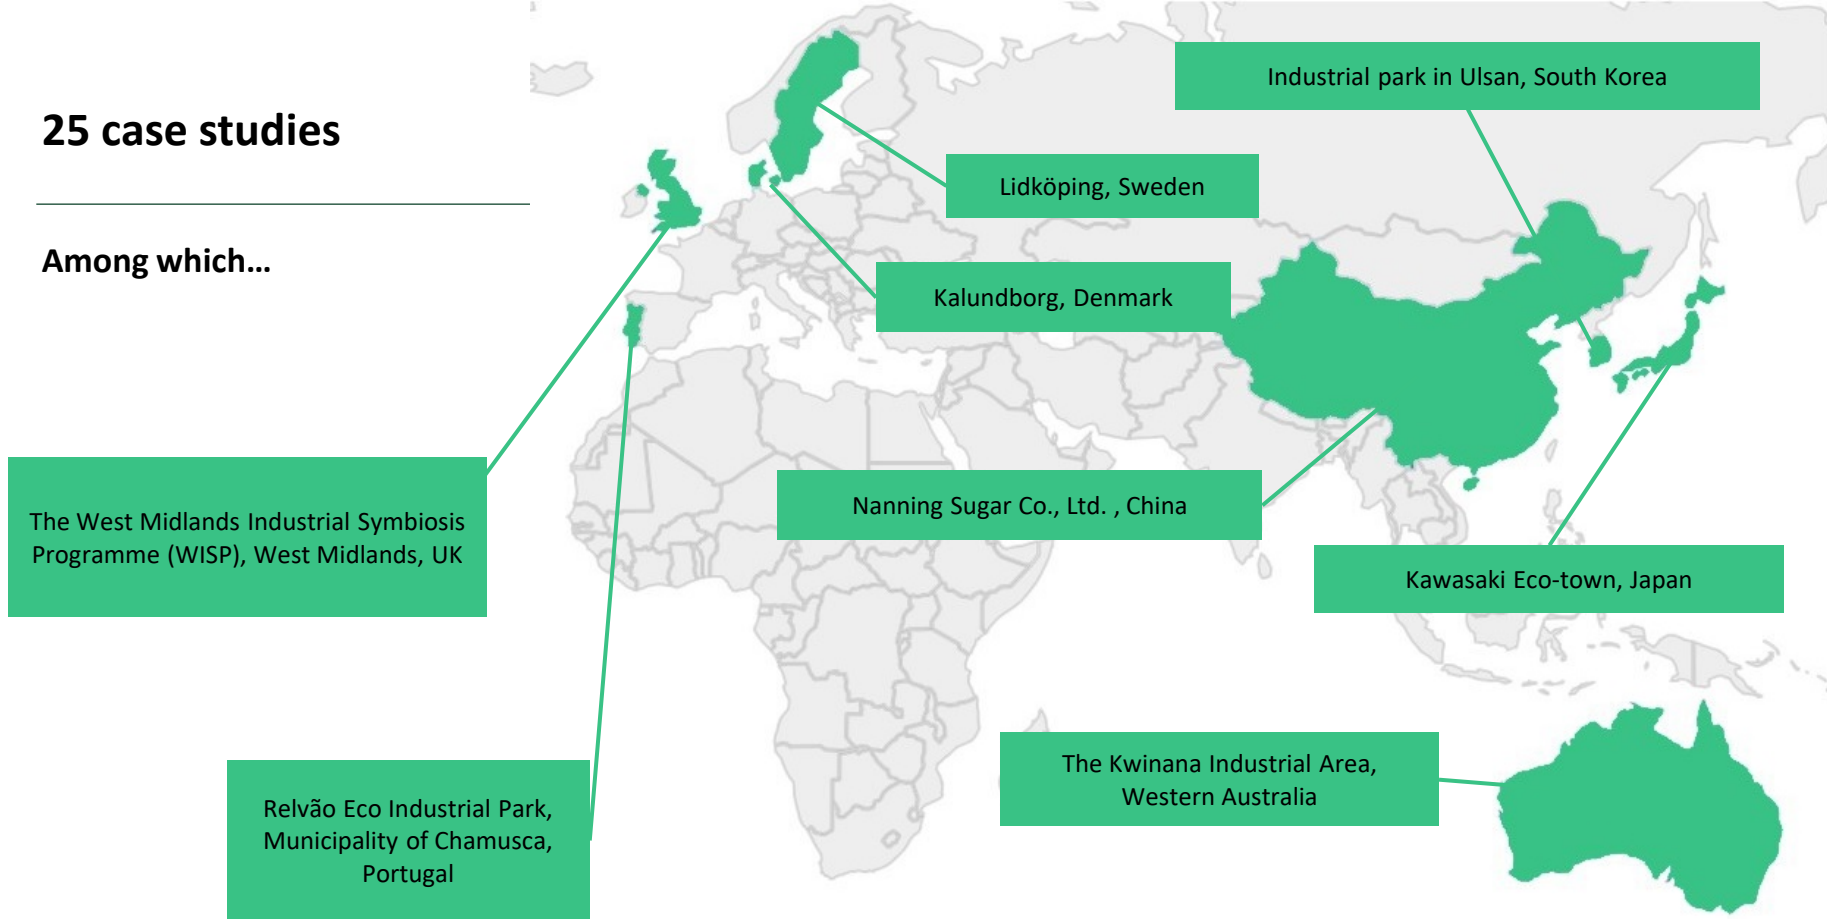 25 case studies
Among which…
Industrial park in Ulsan, South Korea
Lidköping, Sweden
Kalundborg, Denmark
Nanning Sugar Co., Ltd. , China
The West Midlands Industrial Symbiosis
Programme (WISP), West Midlands, UK
Kawasaki Eco-town, Japan
The Kwinana Industrial Area,
Western Australia
Relvão Eco Industrial Park,
Municipality of Chamusca,
Portugal